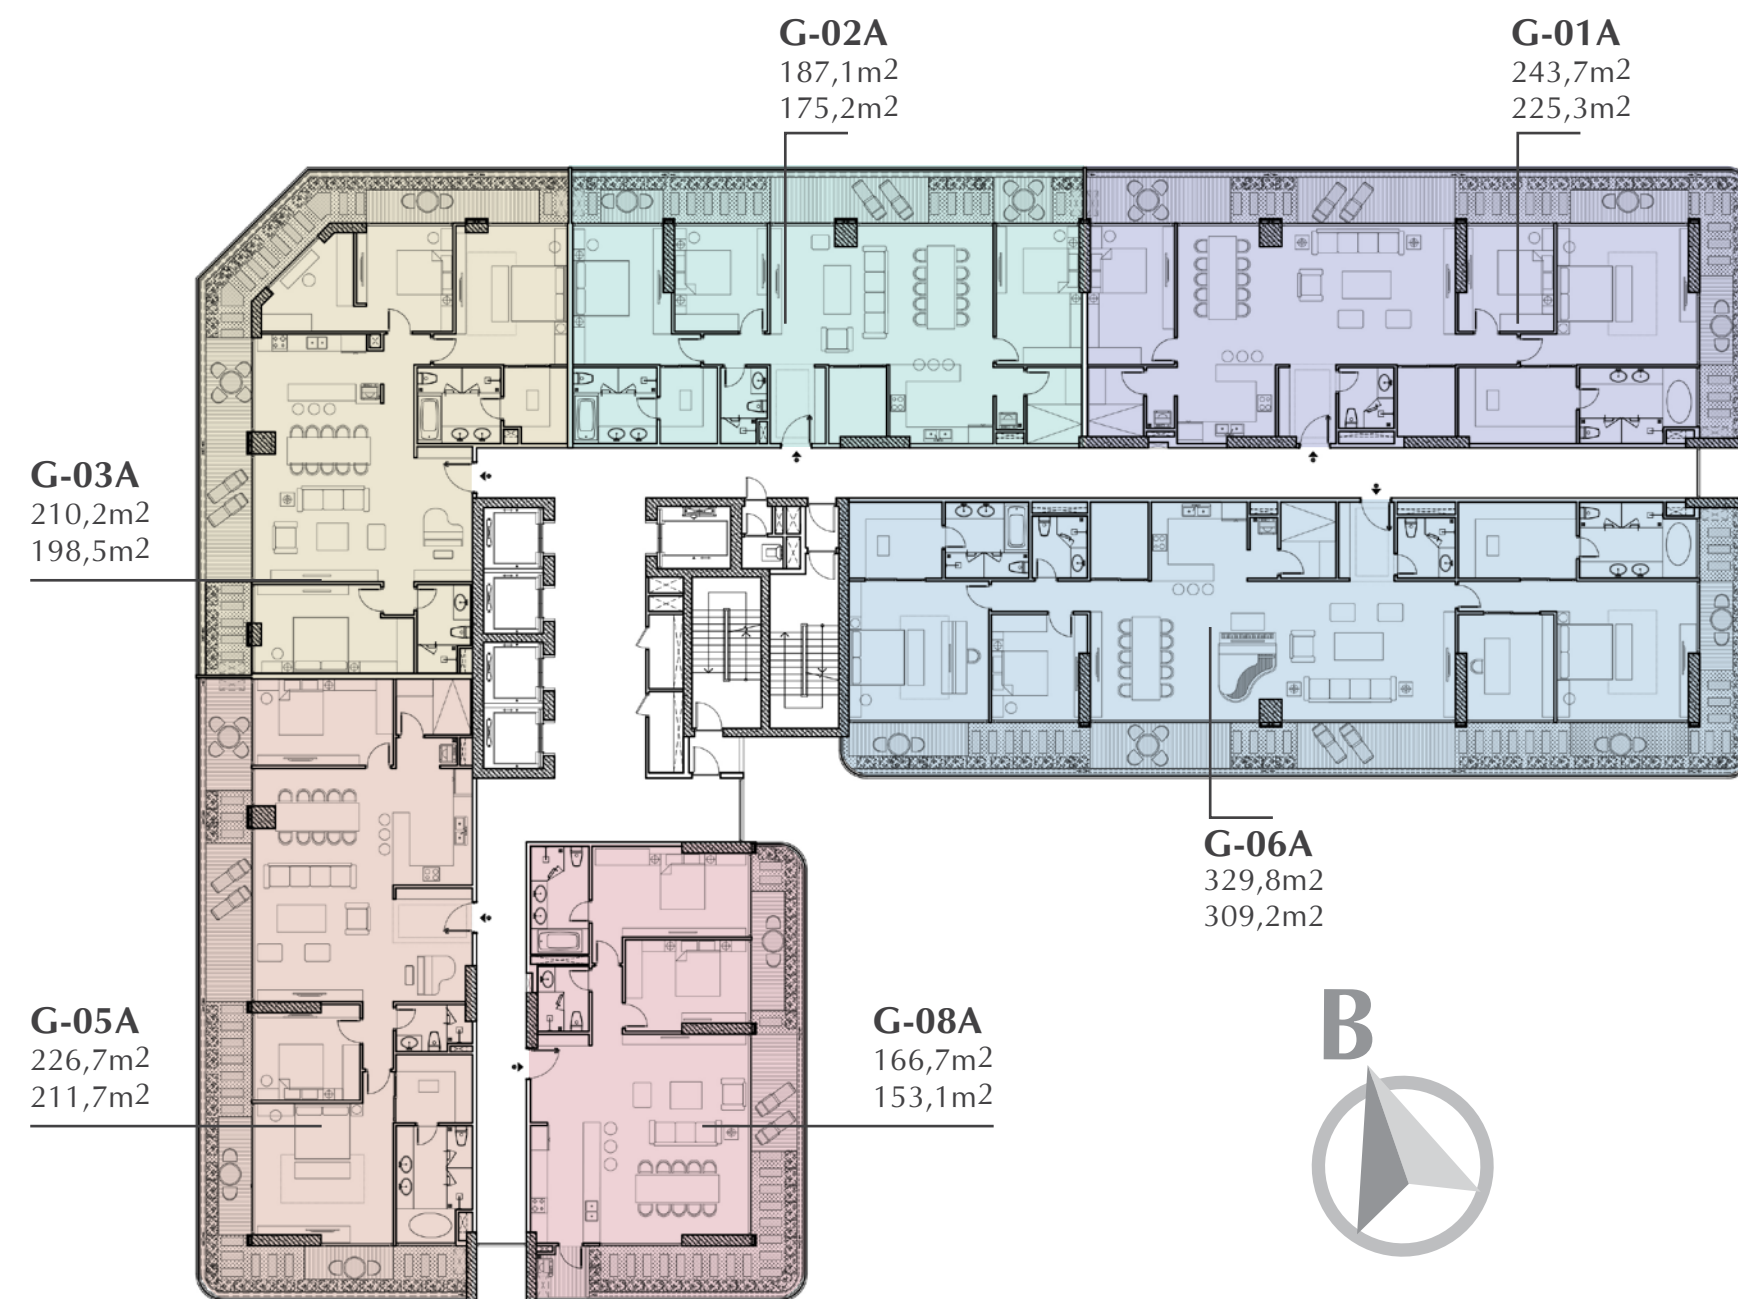 G-02A
187,1m2
175,2m2
G-01A
243,7m2
225,3m2
G-03A
210,2m2
198,5m2
G-06A
329,8m2
309,2m2
G-05A
226,7m2
211,7m2
G-08A
166,7m2
153,1m2
B